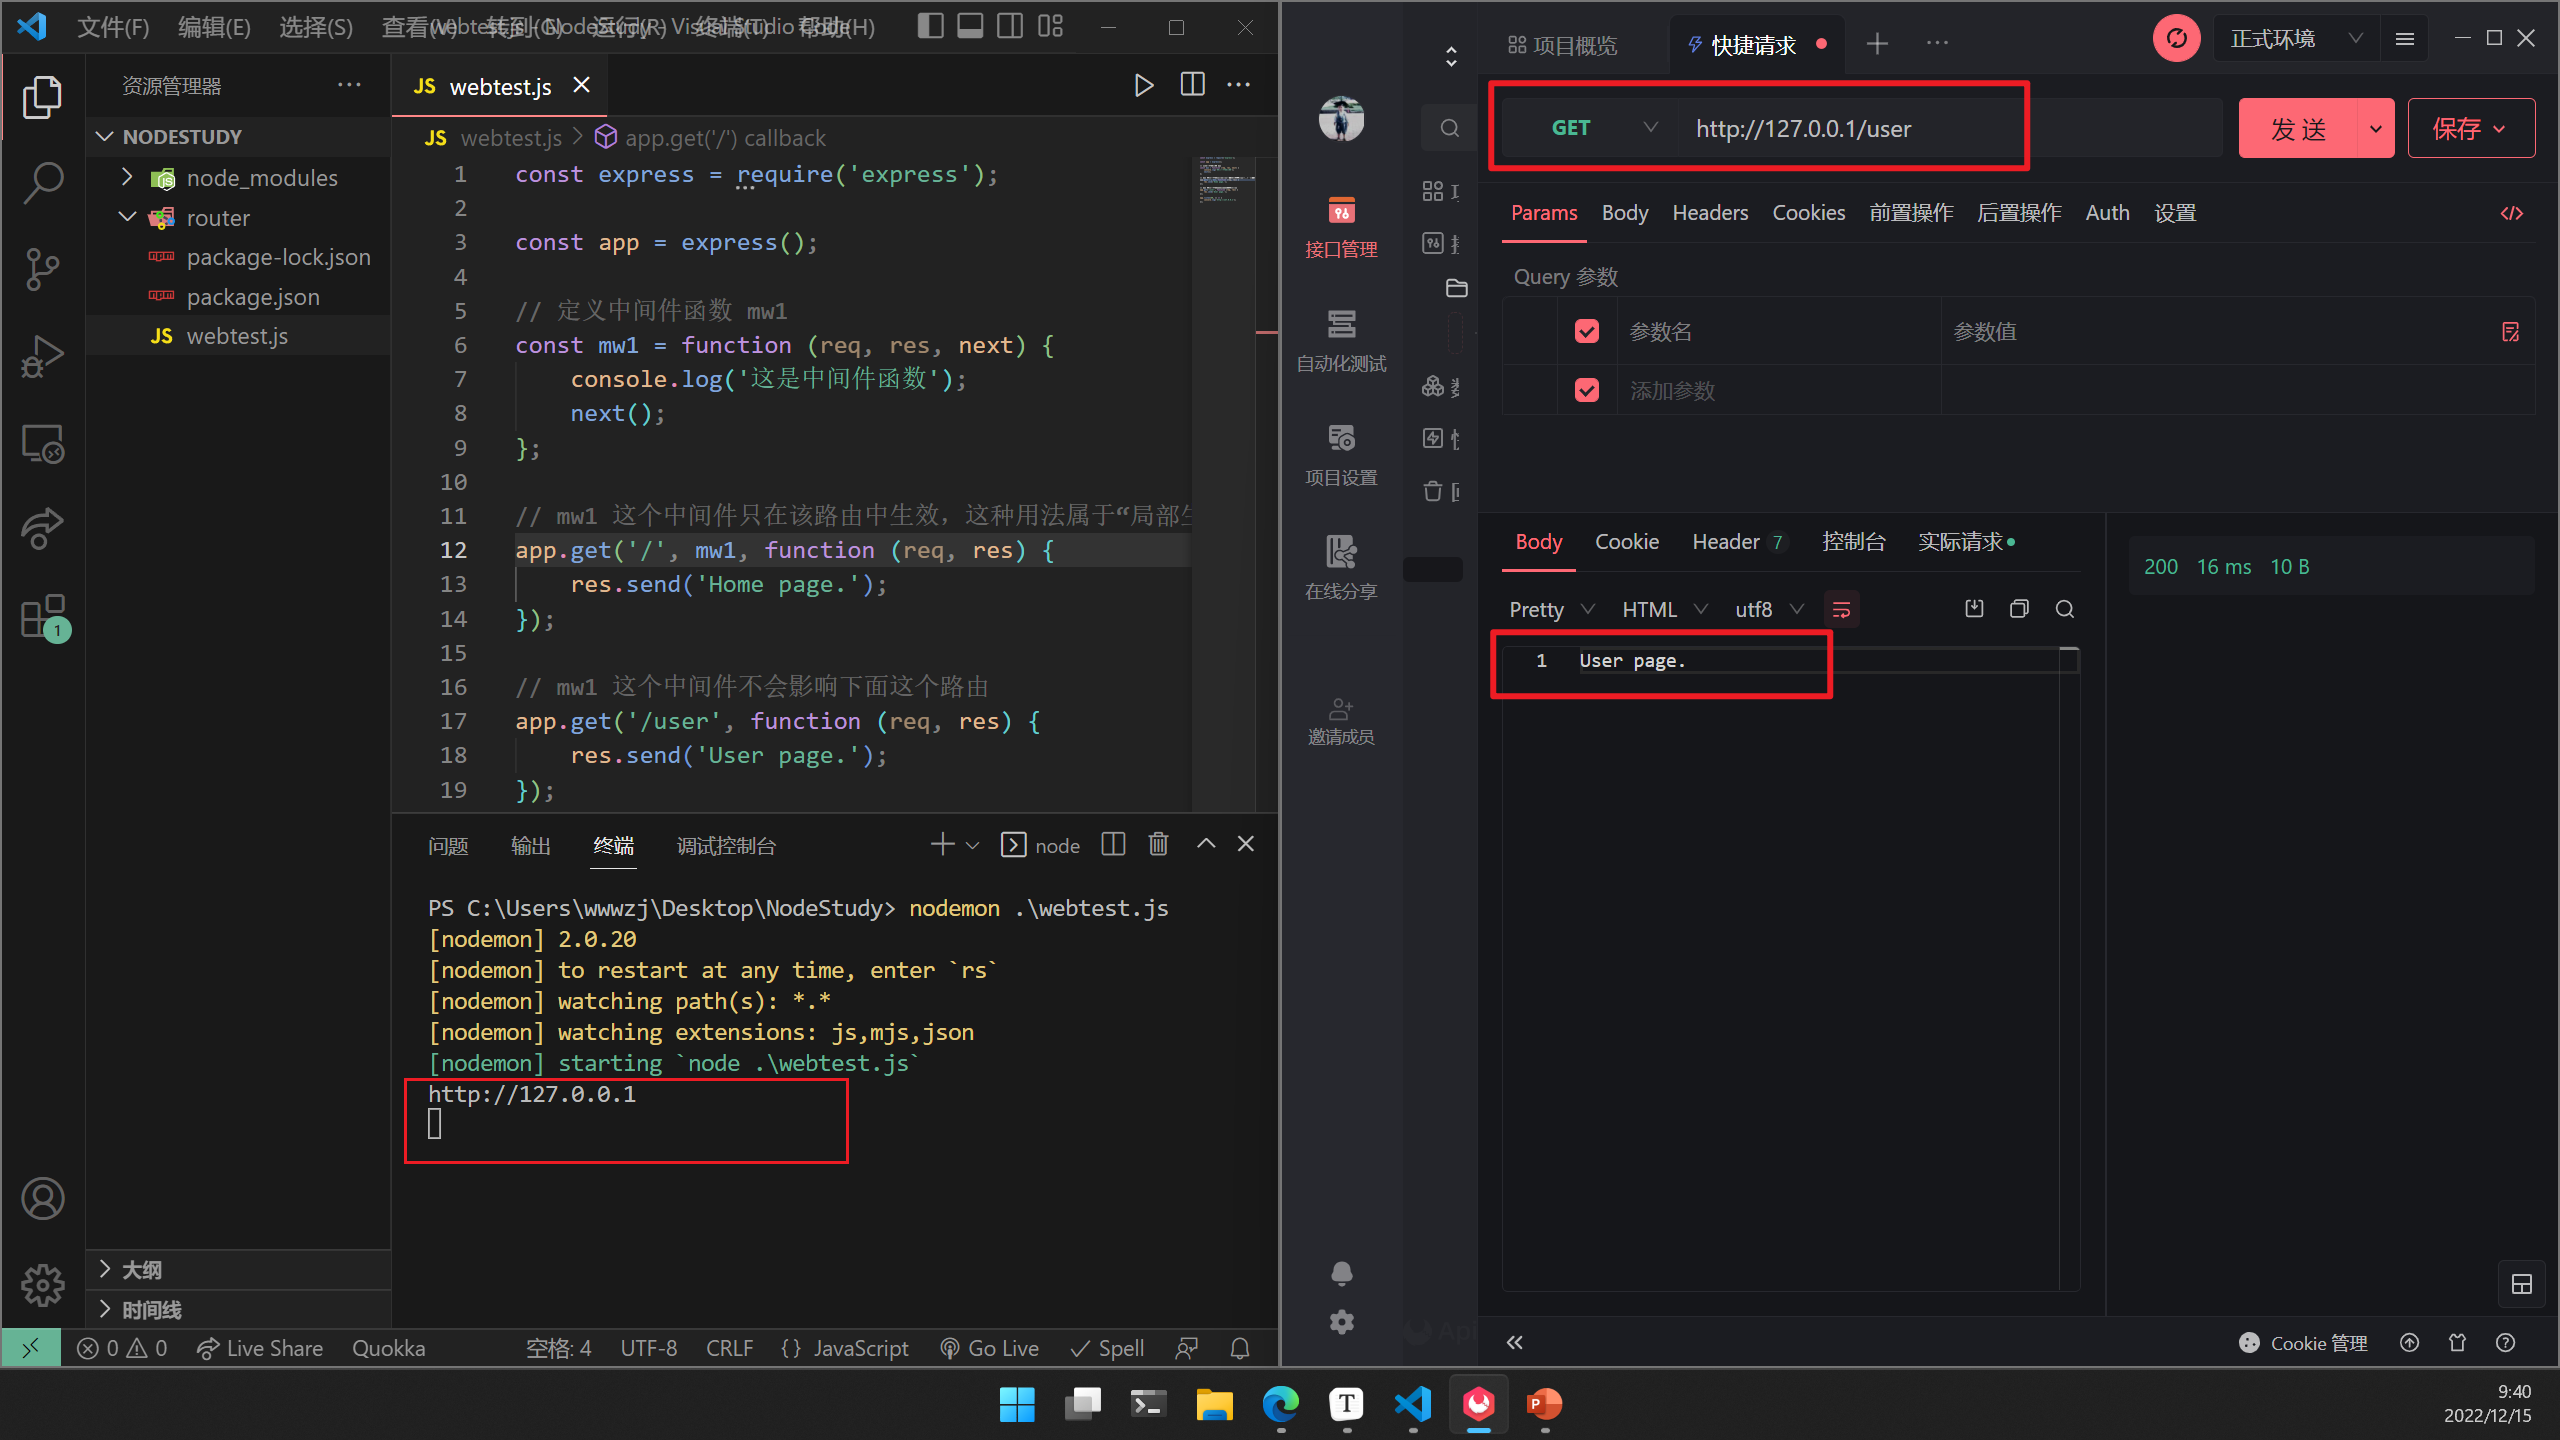 文件(F) 编辑(E) 选择(S) 查看(V) 转到(G) 运行(R) 终端(T) 帮助(H)
webtest.js - NodeStudy - Visual Studio Code
资源管理器
NODESTUDY
node_modules
router
package-lock.json
package.json
webtest.js
1
大纲
时间线
JS webtest.js
JS webtest.js > app.get('/') callback
1 const express = require('express');
2
3 const app = express();
4
5 // 定义中间件函数 mw1
6 const mw1 = function (req, res, next) {
7 console.log('这是中间件函数');
8 next();
9 };
10
11 // mw1 这个中间件只在该路由中生效，这种用法属于“局部生
12 app.get('/', mw1, function (req, res) {
13 res.send('Home page.');
14 });
15
16 // mw1 这个中间件不会影响下面这个路由
17 app.get('/user', function (req, res) {
18 res.send('User page.');
19 });
问题 输出 终端 调试控制台 node
PS C:\Users\wwwzj\Desktop\NodeStudy> nodemon .\webtest.js
[nodemon] 2.0.20
[nodemon] to restart at any time, enter `rs`
[nodemon] watching path(s): *.*
[nodemon] watching extensions: js,mjs,json
[nodemon] starting `node .\webtest.js`
http://127.0.0.1
0 0 Live Share Quokka 空格: 4 UTF-8 CRLF {} JavaScript Go Live Spell
接口管理
自动化测试
项目设置
在线分享
邀请成员
项目概览 快捷请求 正式环境
GET http://127.0.0.1/user 发 送 保存
Params Body Headers Cookies 前置操作 后置操作 Auth 设置
Query 参数
参数名 参数值
添加参数
Body Cookie Header 7 控制台 实际请求
200 16 ms 10 B
Pretty HTML utf8
1 User page.
Cookie 管理
9:40
2022/12/15